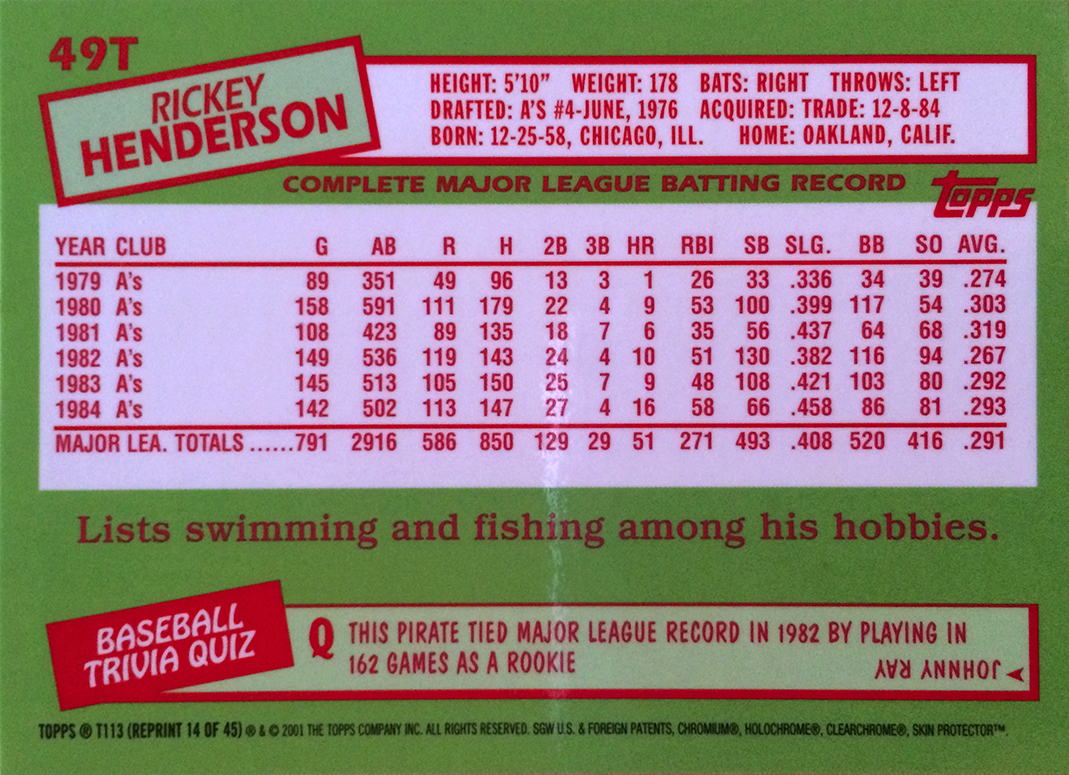 49T
RICKEY
HENDERSON
HEIGHT: 5'10" WEIGHT: 178 BATS: RIGHT THROWS: LEFT
DRAFTED: A'S #4-JUNE, 1976 ACQUIRED: TRADE: 12-8-84
BORN: 12-25-58, CHICAGO, ILL. HOME: OAKLAND, CALIF.
COMPLETE MAJOR LEAGUE BATTING RECORD
Topps
YEAR CLUB G AB R H 2B 3B HR RBI SB SLG. BB SO AVG.
1979 A's 89 351 49 96 13 3 1 26 33 .336 34 39 .274
1980 A's 158 591 111 179 22 4 9 53 100 .399 117 54 .303
1981 A's 108 423 89 135 18 7 6 35 56 .437 64 68 .319
1982 A's 149 536 119 143 24 4 10 51 130 .382 116 94 .267
1983 A's 145 513 105 150 25 7 9 48 108 .421 103 80 .292
1984 A's 142 502 113 147 27 4 16 58 66 .458 86 81 .293
MAJOR LEA. TOTALS ......791 2916 586 850 129 29 51 271 493 .408 520 416 .291
Lists swimming and fishing among his hobbies.
BASEBALL
TRIVIA QUIZ
Q THIS PIRATE TIED MAJOR LEAGUE RECORD IN 1982 BY PLAYING IN
162 GAMES AS A ROOKIE
JOHNNY RAY
TOPPS ® T113 (REPRINT 14 OF 45) ® & © 2001 THE TOPPS COMPANY INC. ALL RIGHTS RESERVED. SGW U.S. & FOREIGN PATENTS, CHROMIUM®, HOLOCHROME®, CLEARCHROME®, SKIN PROTECTOR™.